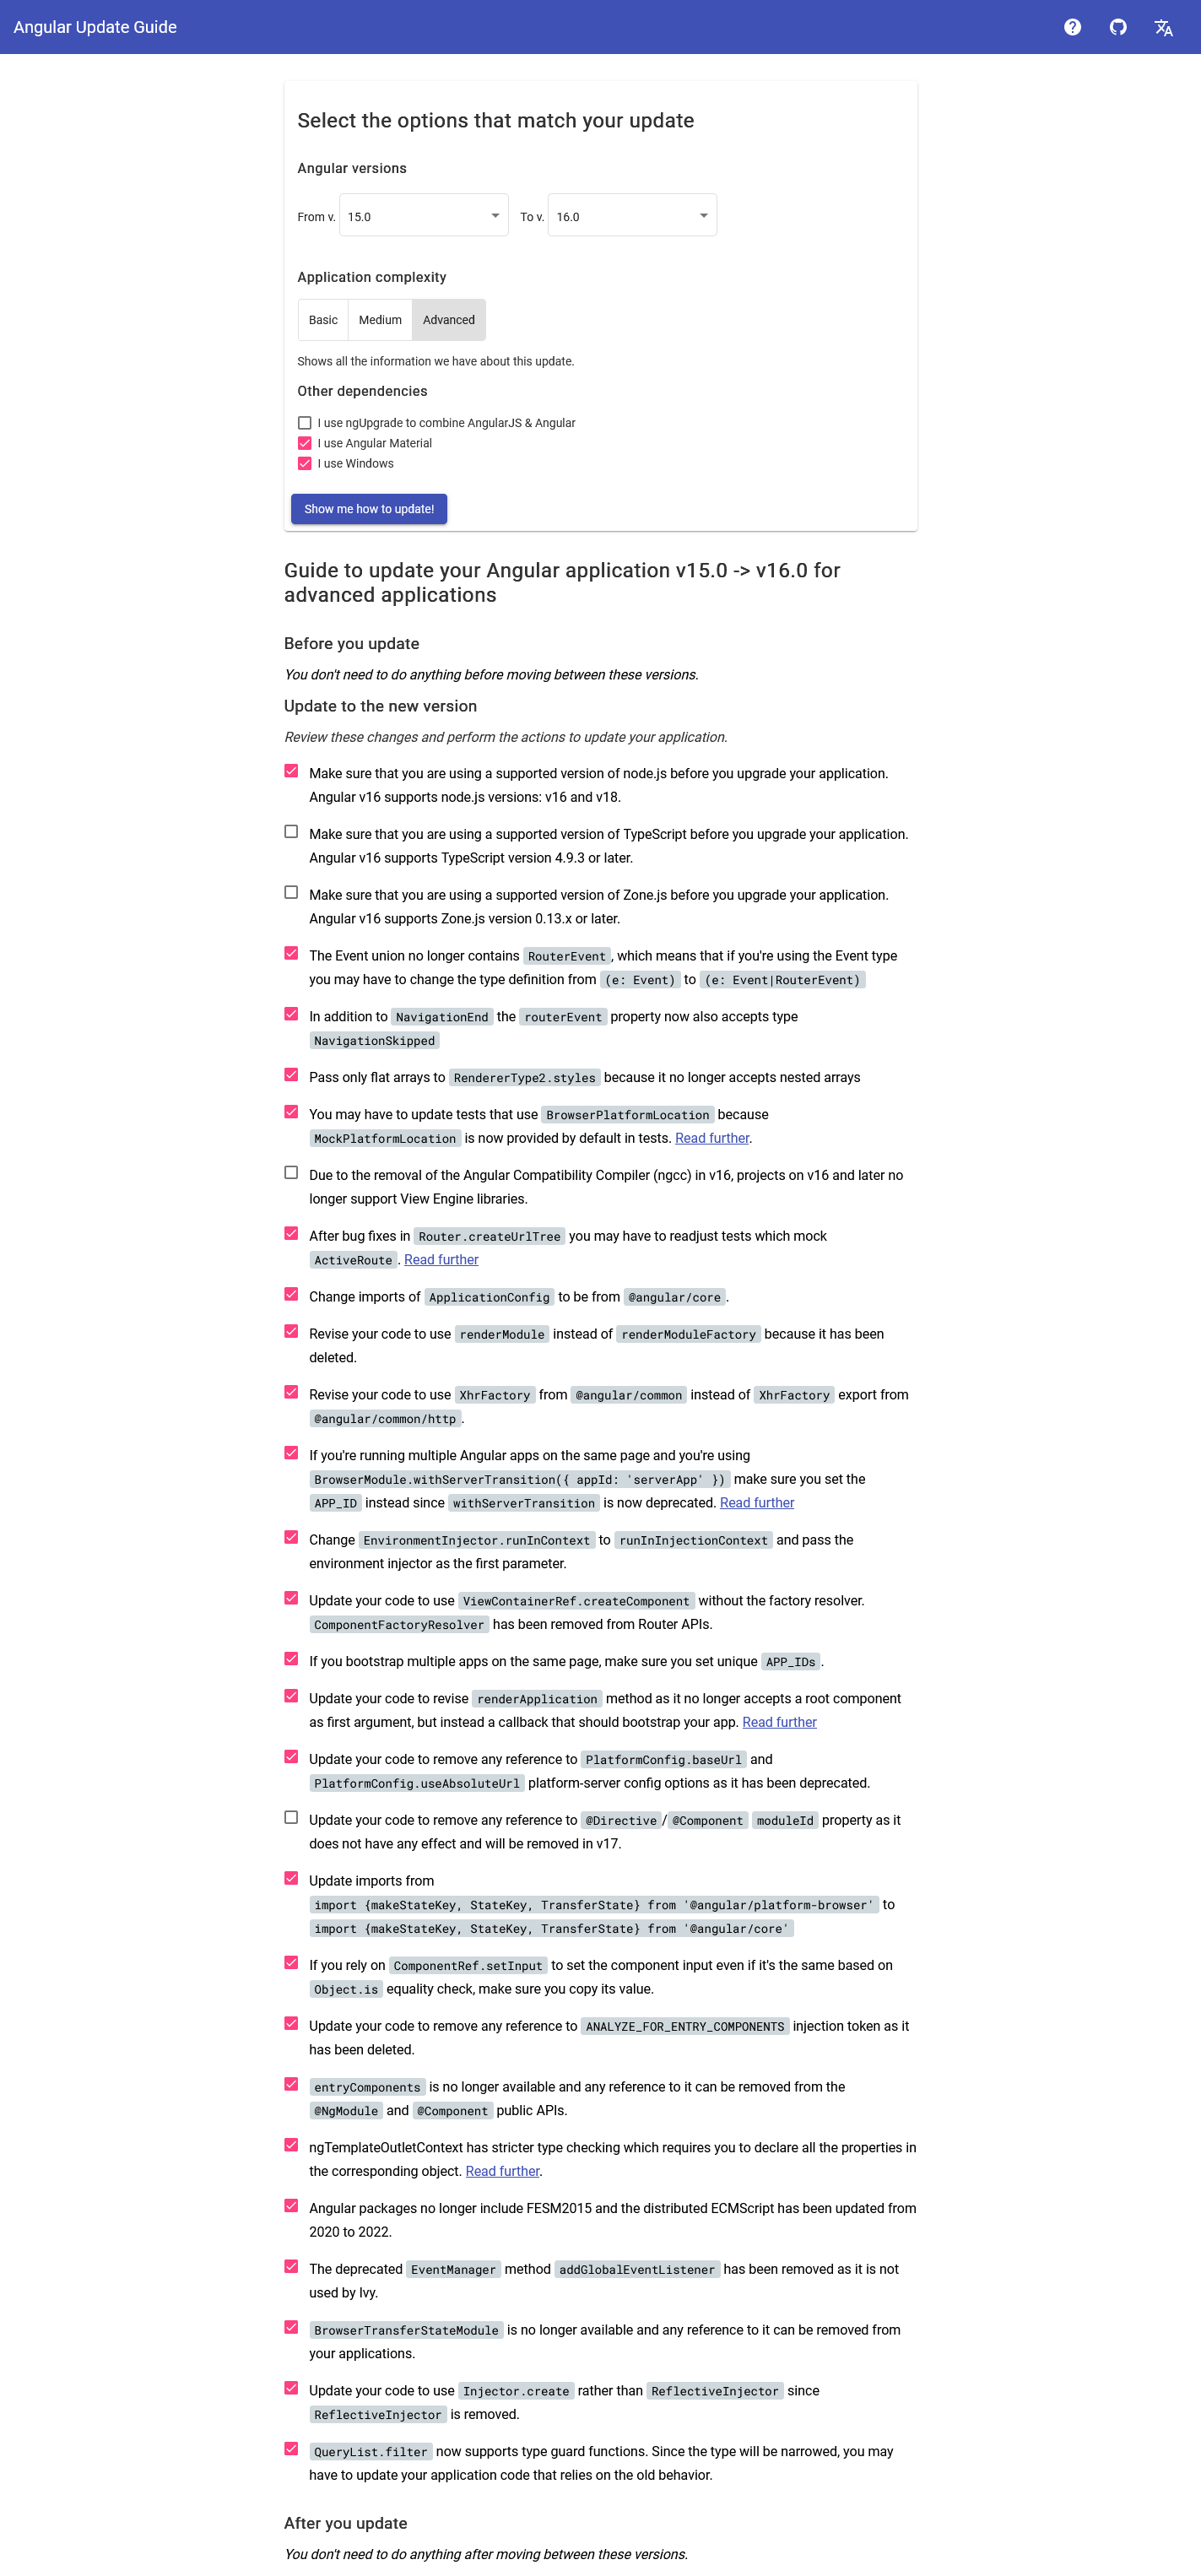 Angular Update Guide
Select the options that match your update
Angular versions
From v. 15.0 To v. 16.0
Application complexity
Basic Medium Advanced
Shows all the information we have about this update.
Other dependencies
I use ngUpgrade to combine AngularJS & Angular
I use Angular Material
I use Windows
Show me how to update!
Guide to update your Angular application v15.0 -> v16.0 for
advanced applications
Before you update
You don't need to do anything before moving between these versions.
Update to the new version
Review these changes and perform the actions to update your application.
Make sure that you are using a supported version of node.js before you upgrade your application.
Angular v16 supports node.js versions: v16 and v18.
Make sure that you are using a supported version of TypeScript before you upgrade your application.
Angular v16 supports TypeScript version 4.9.3 or later.
Make sure that you are using a supported version of Zone.js before you upgrade your application.
Angular v16 supports Zone.js version 0.13.x or later.
The Event union no longer contains RouterEvent, which means that if you're using the Event type
you may have to change the type definition from (e: Event) to (e: Event|RouterEvent)
In addition to NavigationEnd the routerEvent property now also accepts type
NavigationSkipped
Pass only flat arrays to RendererType2.styles because it no longer accepts nested arrays
You may have to update tests that use BrowserPlatformLocation because
MockPlatformLocation is now provided by default in tests. Read further.
Due to the removal of the Angular Compatibility Compiler (ngcc) in v16, projects on v16 and later no
longer support View Engine libraries.
After bug fixes in Router.createUrlTree you may have to readjust tests which mock
ActiveRoute. Read further
Change imports of ApplicationConfig to be from @angular/core.
Revise your code to use renderModule instead of renderModuleFactory because it has been
deleted.
Revise your code to use XhrFactory from @angular/common instead of XhrFactory export from
@angular/common/http.
If you're running multiple Angular apps on the same page and you're using
BrowserModule.withServerTransition({ appId: 'serverApp' }) make sure you set the
APP_ID instead since withServerTransition is now deprecated. Read further
Change EnvironmentInjector.runInContext to runInInjectionContext and pass the
environment injector as the first parameter.
Update your code to use ViewContainerRef.createComponent without the factory resolver.
ComponentFactoryResolver has been removed from Router APIs.
If you bootstrap multiple apps on the same page, make sure you set unique APP_IDs.
Update your code to revise renderApplication method as it no longer accepts a root component
as first argument, but instead a callback that should bootstrap your app. Read further
Update your code to remove any reference to PlatformConfig.baseUrl and
PlatformConfig.useAbsoluteUrl platform-server config options as it has been deprecated.
Update your code to remove any reference to @Directive/@Component moduleId property as it
does not have any effect and will be removed in v17.
Update imports from
import {makeStateKey, StateKey, TransferState} from '@angular/platform-browser' to
import {makeStateKey, StateKey, TransferState} from '@angular/core'
If you rely on ComponentRef.setInput to set the component input even if it's the same based on
Object.is equality check, make sure you copy its value.
Update your code to remove any reference to ANALYZE_FOR_ENTRY_COMPONENTS injection token as it
has been deleted.
entryComponents is no longer available and any reference to it can be removed from the
@NgModule and @Component public APIs.
ngTemplateOutletContext has stricter type checking which requires you to declare all the properties in
the corresponding object. Read further.
Angular packages no longer include FESM2015 and the distributed ECMScript has been updated from
2020 to 2022.
The deprecated EventManager method addGlobalEventListener has been removed as it is not
used by Ivy.
BrowserTransferStateModule is no longer available and any reference to it can be removed from
your applications.
Update your code to use Injector.create rather than ReflectiveInjector since
ReflectiveInjector is removed.
QueryList.filter now supports type guard functions. Since the type will be narrowed, you may
have to update your application code that relies on the old behavior.
After you update
You don't need to do anything after moving between these versions.